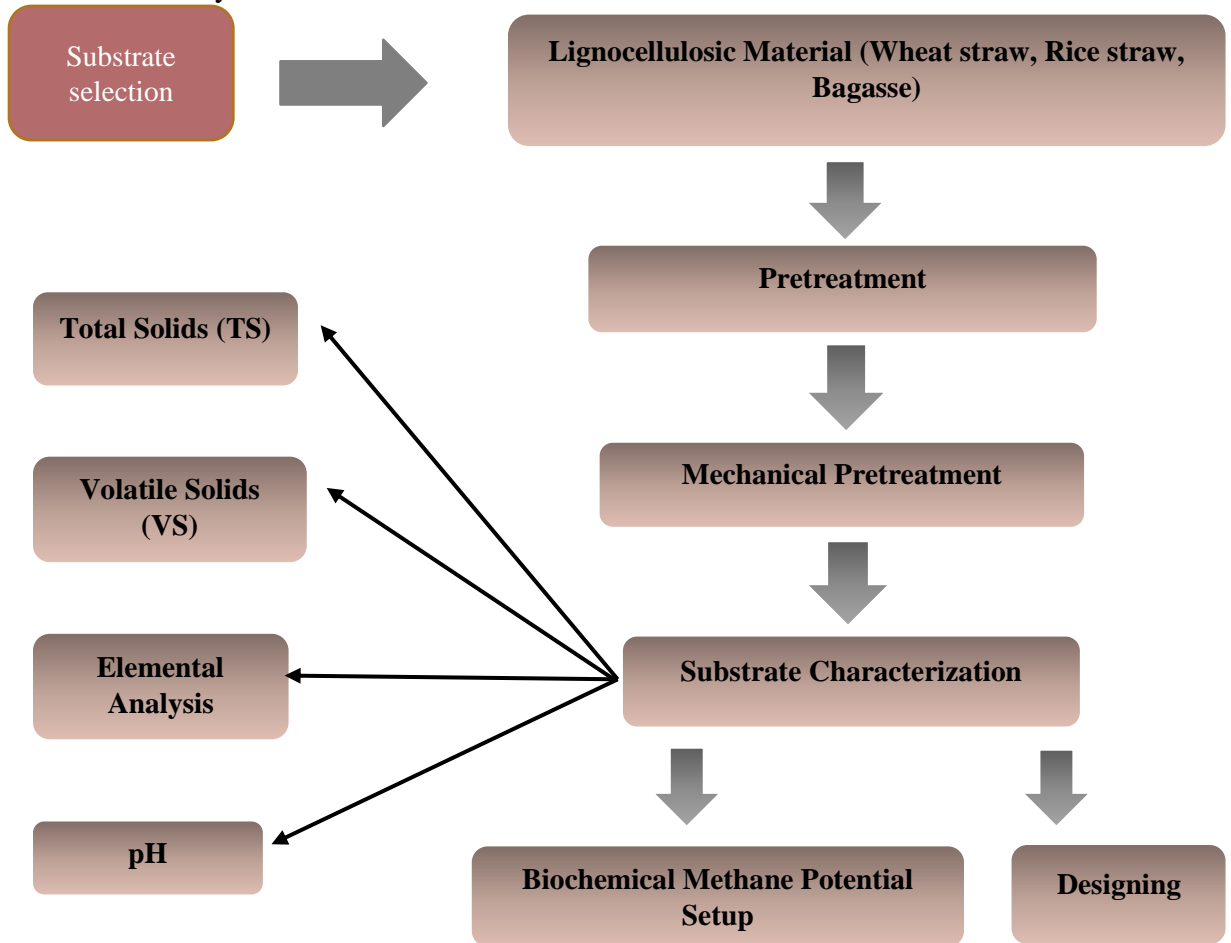 Substrate
selection
Lignocellulosic Material (Wheat straw, Rice straw,
Bagasse)
Pretreatment
Total Solids (TS)
Mechanical Pretreatment
Volatile Solids
(VS)
Substrate Characterization
Elemental
Analysis
pH
Biochemical Methane Potential
Setup
Designing